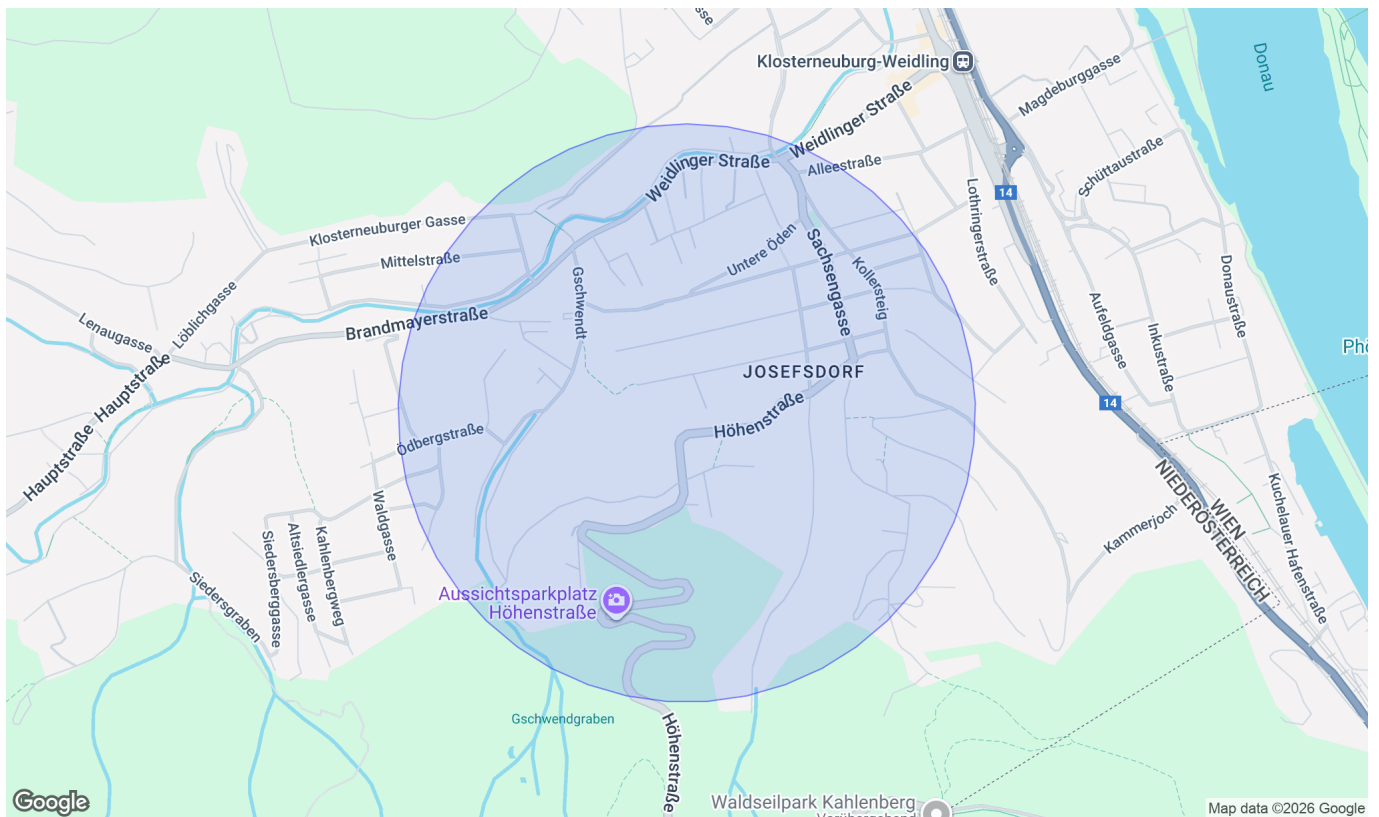 Klosterneuburg-Weidling
Donau
Magdeburggasse
Weidlinger Straße
Schüttaustraße
Weidlinger Straße
Alleestraße
14
Lothringerstraße
Klosterneuburger Gasse
Mittelstraße
Untere Öden
Sachsengasse
Kollersteig
Gschwendt
Donaustraße
Löblichgasse
Lenaugasse
Brandmayerstraße
Aufeldgasse
Inkustraße
Hauptstraße
Hauptstraße
JOSEFSDORF
14
Höhenstraße
Ödbergstraße
Waldgasse
WIEN
NIEDERÖSTERREICH
Kuchelauer Hafenstraße
Kammerjoch
Siedersberggasse
Altsiedlergasse
Kahlenbergweg
Siedersgraben
Aussichtsparkplatz
Höhenstraße
Gschwendgraben
Höhenstraße
Waldseilpark Kahlenberg
Google
Map data ©2026 Google